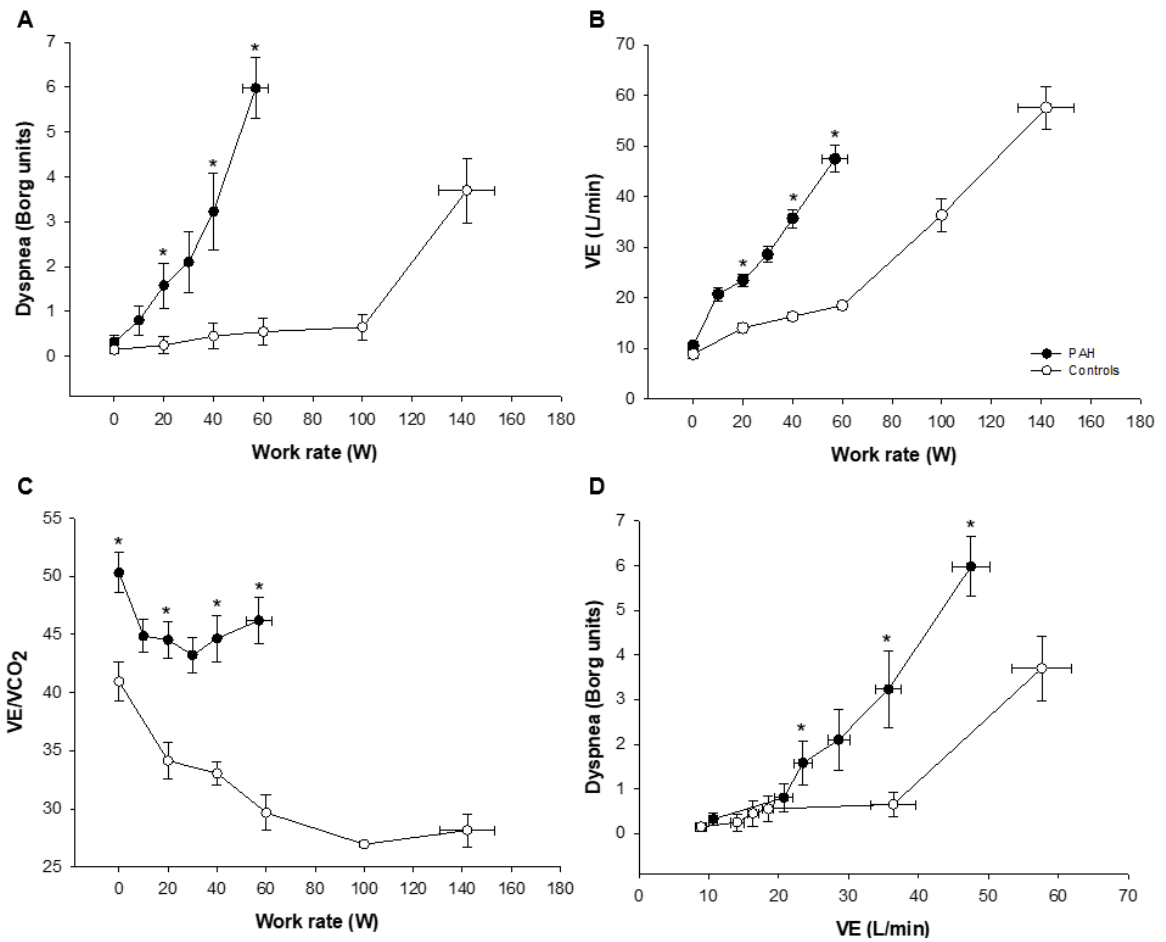 A
7
6
5
4
3
2
1
0
Dyspnea (Borg units)
* * *
*
0 20 40 60 80 100 120 140 160 180
Work rate (W)
B
70
60
50
40
30
20
10
0
VE (L/min)
* * *
PAH
Controls
0 20 40 60 80 100 120 140 160 180
Work rate (W)
C
55
50
45
40
35
30
25
VE/VCO2
* * * *
0 20 40 60 80 100 120 140 160 180
Work rate (W)
D
7
6
5
4
3
2
1
0
Dyspnea (Borg units)
* * *
10 20 30 40 50 60 70
VE (L/min)